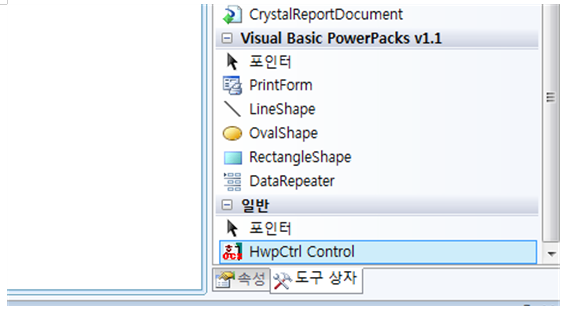 CrystalReportDocument
Visual Basic PowerPacks v1.1
포인터
PrintForm
LineShape
OvalShape
RectangleShape
DataRepeater
일반
포인터
HwpCtrl Control
속성 도구 상자